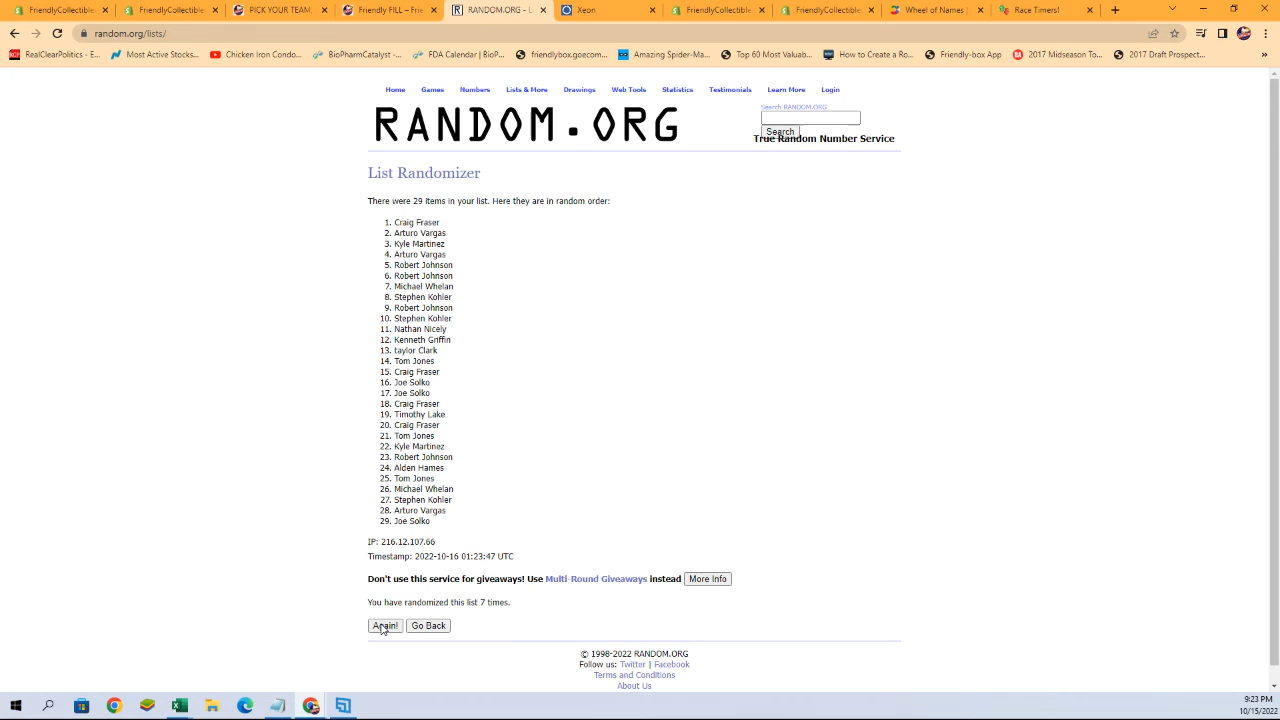 FriendlyCollectible:
FriendlyCollectible:
PICK YOUR TEAM
Friendly FILL – Fri
RANDOM.ORG - L
Xeon
FriendlyCollectible:
FriendlyCollectible:
Wheel of Names |
Race Timers!
random.org/lists/
RealClearPolitics - E...
Most Active Stocks...
Chicken Iron Condo...
BioPharmCatalyst -...
FDA Calendar | BioP...
friendlybox.goecom...
Amazing Spider-Ma...
Top 60 Most Valuab...
How to Create a Ro...
Friendly-box App
2017 Midseason To...
2017 Draft Prospect...
»
Home
Games
Numbers
Lists & More
Drawings
Web Tools
Statistics
Testimonials
Learn More
Login
RANDOM.ORG
Search RANDOM.ORG
Search
True Random Number Service
List Randomizer
There were 29 items in your list. Here they are in random order:
1. Craig Fraser
2. Arturo Vargas
3. Kyle Martinez
4. Arturo Vargas
5. Robert Johnson
6. Robert Johnson
7. Michael Whelan
8. Stephen Kohler
9. Robert Johnson
10. Stephen Kohler
11. Nathan Nicely
12. Kenneth Griffin
13. taylor Clark
14. Tom Jones
15. Craig Fraser
16. Joe Solko
17. Joe Solko
18. Craig Fraser
19. Timothy Lake
20. Craig Fraser
21. Tom Jones
22. Kyle Martinez
23. Robert Johnson
24. Alden Hames
25. Tom Jones
26. Michael Whelan
27. Stephen Kohler
28. Arturo Vargas
29. Joe Solko
IP: 216.12.107.66
Timestamp: 2022-10-16 01:23:47 UTC
Don't use this service for giveaways! Use Multi-Round Giveaways instead More Info
You have randomized this list 7 times.
Again! Go Back
© 1998-2022 RANDOM.ORG
Follow us: Twitter | Facebook
Terms and Conditions
About Us
9:23 PM
10/15/2022